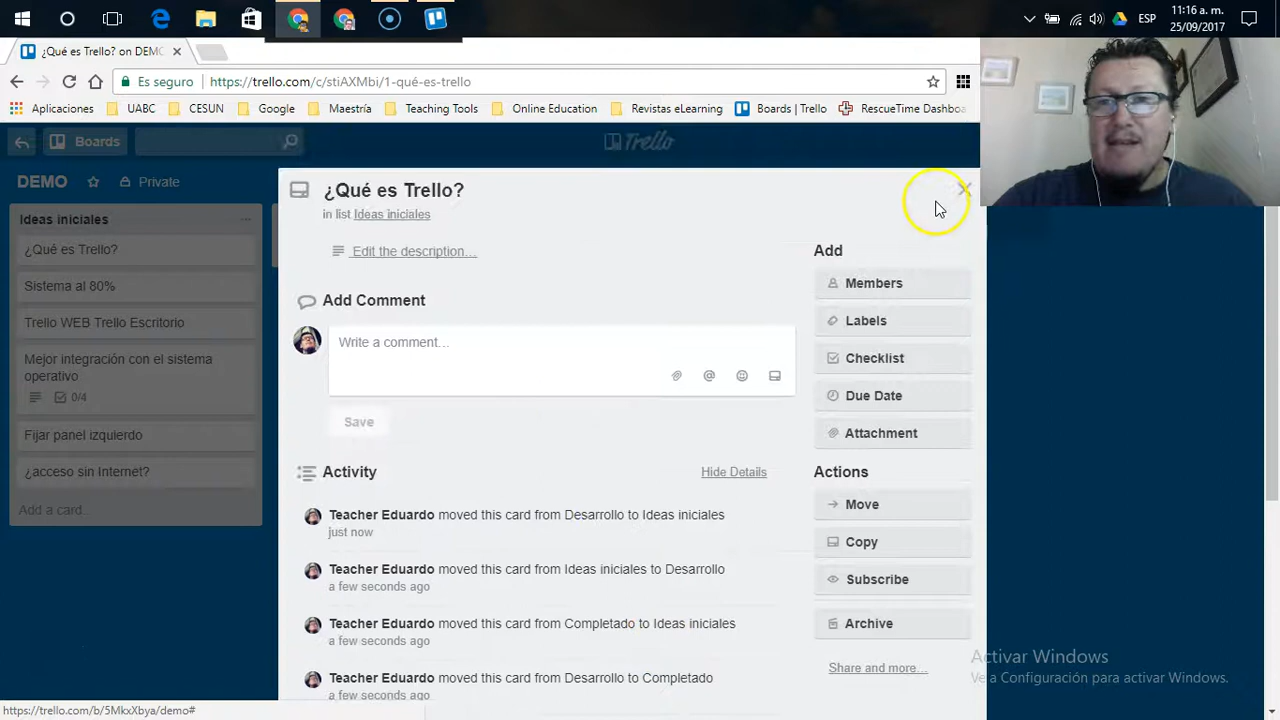 11:16 a. m.
ESP
25/09/2017
¿Qué es Trello? on DEMO
Es seguro
https://trello.com/c/stiAXMbi/1-qué-es-trello
Aplicaciones
UABC
CESUN
Google
Maestría
Teaching Tools
Online Education
Revistas eLearning
Boards | Trello
RescueTime Dashboa
Boards
Trello
DEMO
Private
Ideas iniciales
¿Qué es Trello?
Sistema al 80%
Trello WEB Trello Escritorio
Mejor integración con el sistema
operativo
0/4
Fijar panel izquierdo
¿acceso sin Internet?
Add a card...
¿Qué es Trello?
in list Ideas iniciales
Edit the description...
Add Comment
Write a comment...
Save
Activity
Hide Details
Teacher Eduardo moved this card from Desarrollo to Ideas iniciales
just now
Teacher Eduardo moved this card from Ideas iniciales to Desarrollo
a few seconds ago
Teacher Eduardo moved this card from Completado to Ideas iniciales
a few seconds ago
Teacher Eduardo moved this card from Desarrollo to Completado
a few seconds ago
Add
Members
Labels
Checklist
Due Date
Attachment
Actions
Move
Copy
Subscribe
Archive
Share and more...
Activar Windows
Ve a Configuración para activar Windows.
https://trello.com/b/5MkxXbya/demo#